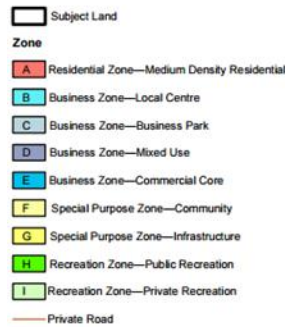 Subject Land
Zone
A Residential Zone—Medium Density Residential
B Business Zone—Local Centre
C Business Zone—Business Park
D Business Zone—Mixed Use
E Business Zone—Commercial Core
F Special Purpose Zone—Community
G Special Purpose Zone—Infrastructure
H Recreation Zone—Public Recreation
I Recreation Zone—Private Recreation
Private Road